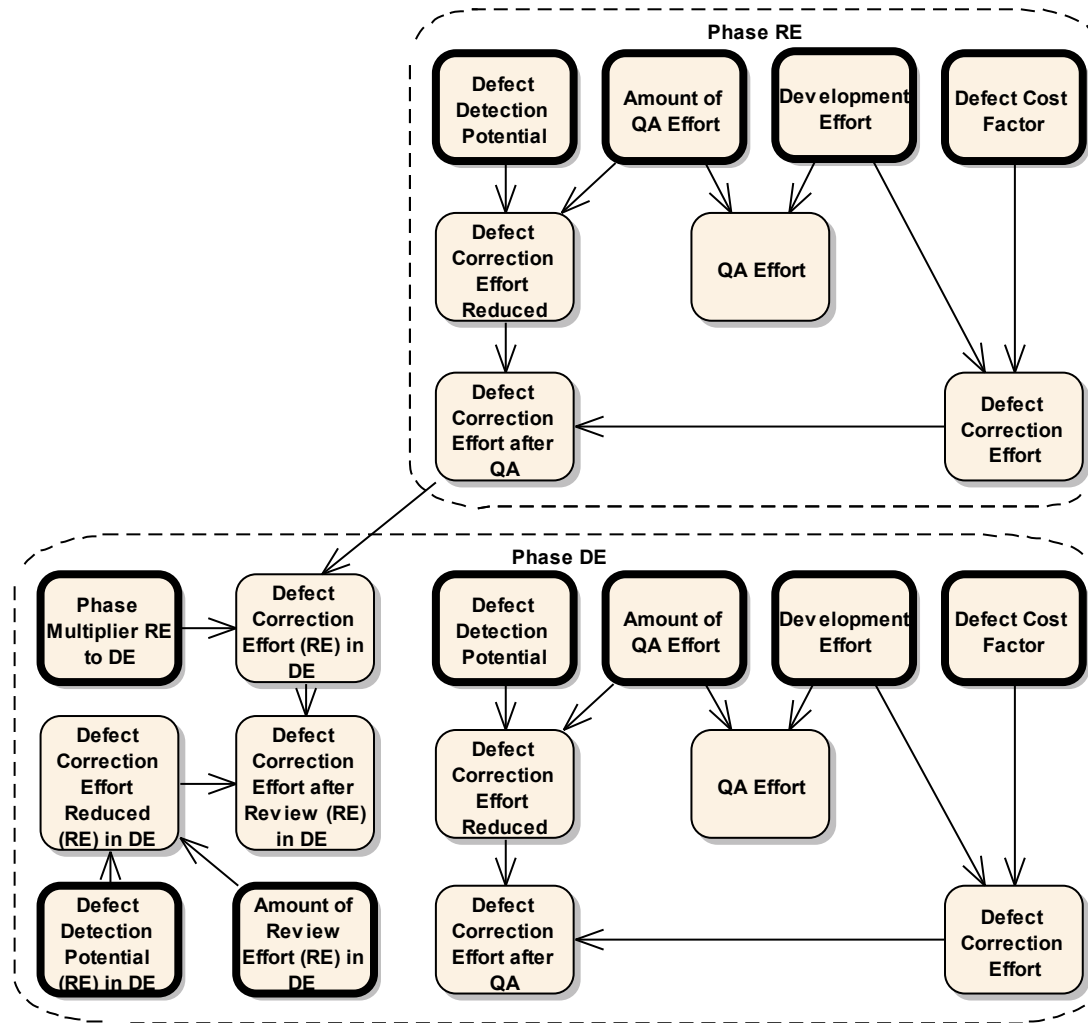 Phase RE
Defect
Detection
Potential
Amount of
QA Effort
Development
Effort
Defect Cost
Factor
Defect
Correction
Effort
Reduced
QA Effort
Defect
Correction
Effort after
QA
Defect
Correction
Effort
Phase DE
Phase
Multiplier RE
to DE
Defect
Correction
Effort (RE) in
DE
Defect
Detection
Potential
Amount of
QA Effort
Development
Effort
Defect Cost
Factor
Defect
Correction
Effort
Reduced
(RE) in DE
Defect
Correction
Effort after
Review (RE)
in DE
Defect
Correction
Effort
Reduced
QA Effort
Defect
Detection
Potential
(RE) in DE
Amount of
Review
Effort (RE) in
DE
Defect
Correction
Effort after
QA
Defect
Correction
Effort